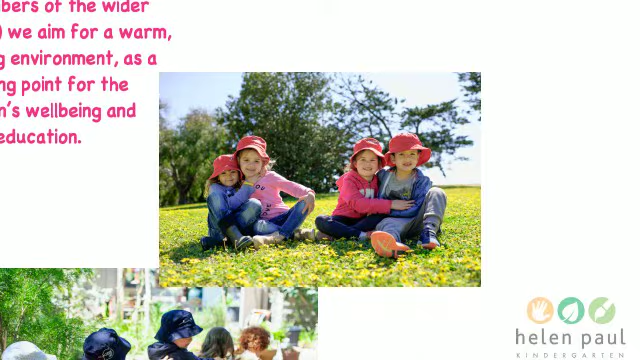 bers of the wider
) we aim for a warm,
g environment, as a
ng point for the
n's wellbeing and
education.
helen paul
KINDERGARTEN